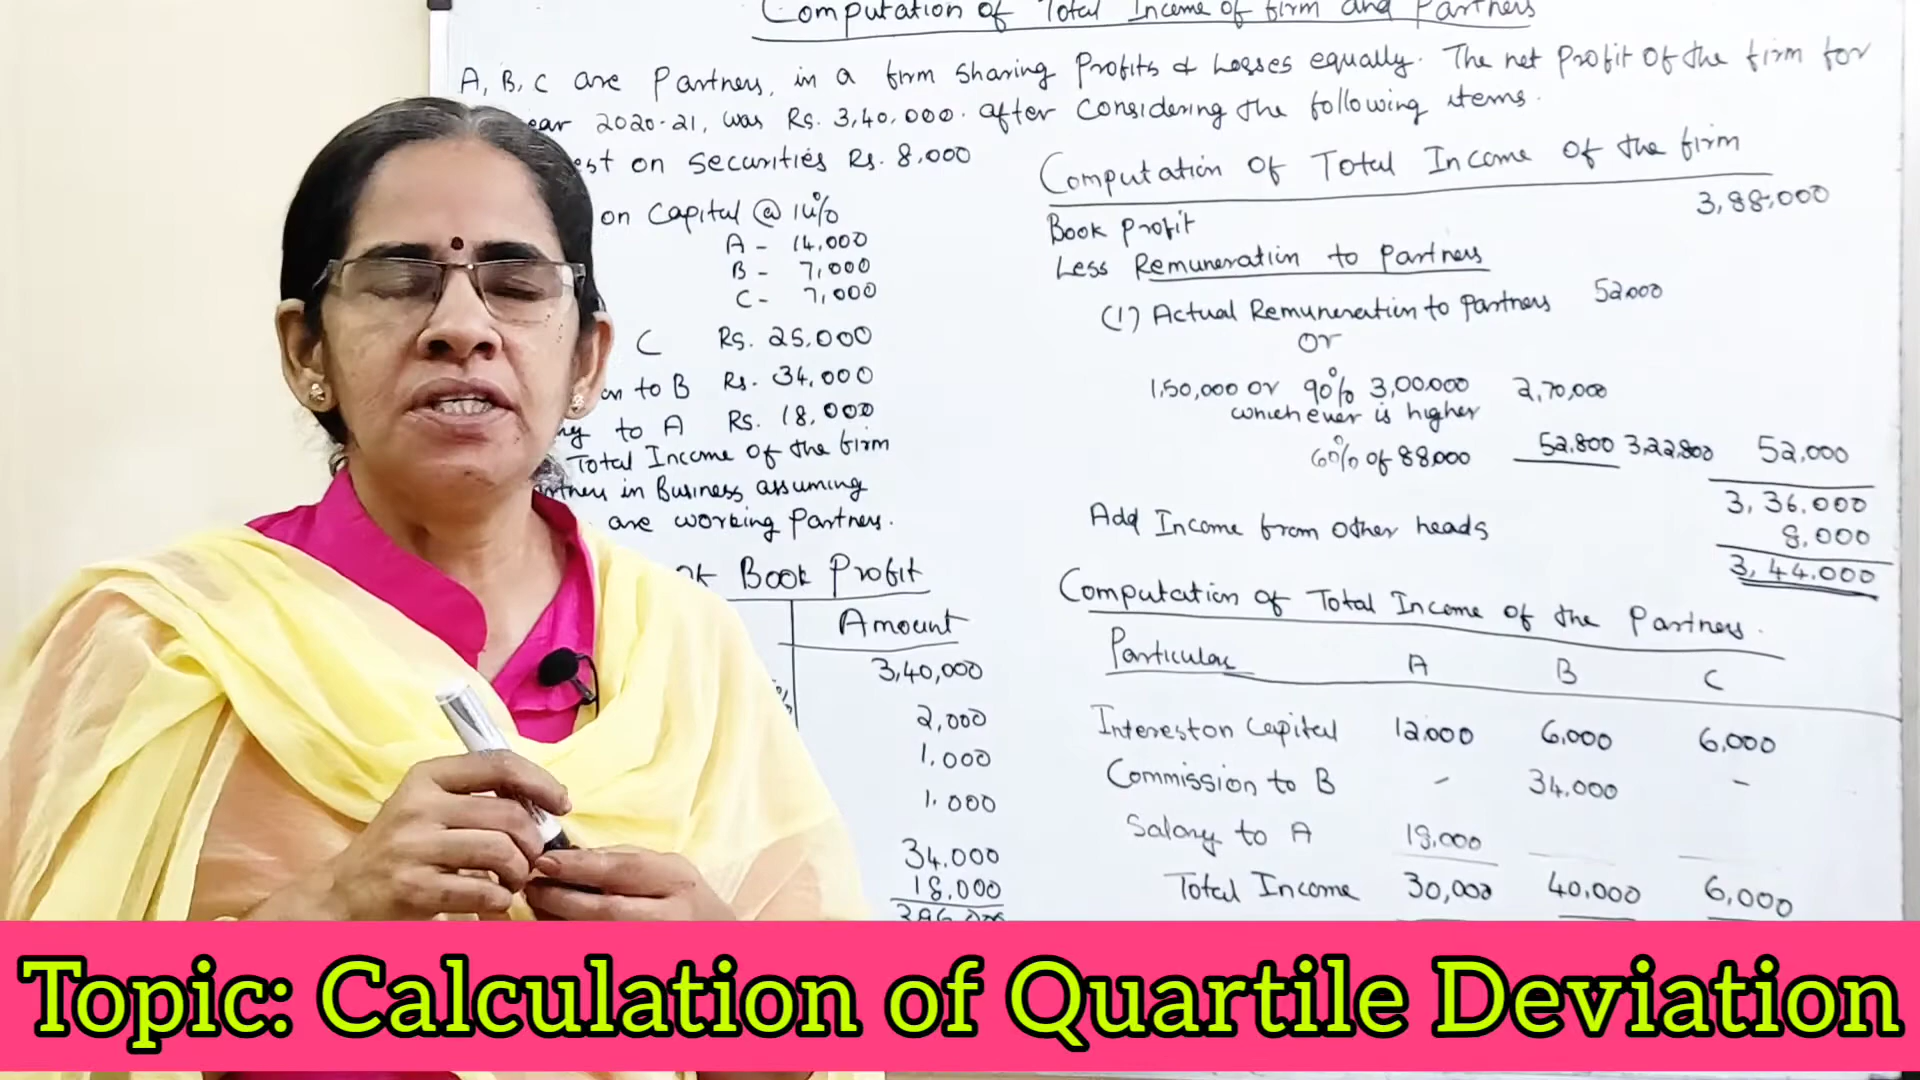 Computation of Total Income of firm and Partners
A, B, C are Partners, in a firm sharing Profits & Losses equally. The net Profit of the firm for
ear 2020-21, was Rs. 3,40,000. after Considering the following items.
est on Securities Rs. 8,000
on Capital @ 14%
A - 14,000
B - 7,000
C - 7,000
C Rs. 25,000
on to B Rs. 34,000
ry to A Rs. 18,000
Total Income of the firm
rtners in Business assuming
are working Partners.
of Book Profit
Amount
3,40,000
2,000
1,000
1,000
34,000
18,000
Computation of Total Income of the firm
Book Profit 3,88,000
Less Remuneration to Partners
(1) Actual Remuneration to Partners 52,000
Or
1,50,000 or 90% 3,00,000 2,70,000
which ever is higher
60% of 88,000 52,800 3,22,800 52,000
3,36,000
Add Income from other heads 8,000
3,44,000
Computation of Total Income of the Partners.
Particular A B C
Interest on Capital 12,000 6,000 6,000
Commission to B - 34,000 -
Salary to A 18,000
Total Income 30,000 40,000 6,000
Topic: Calculation of Quartile Deviation